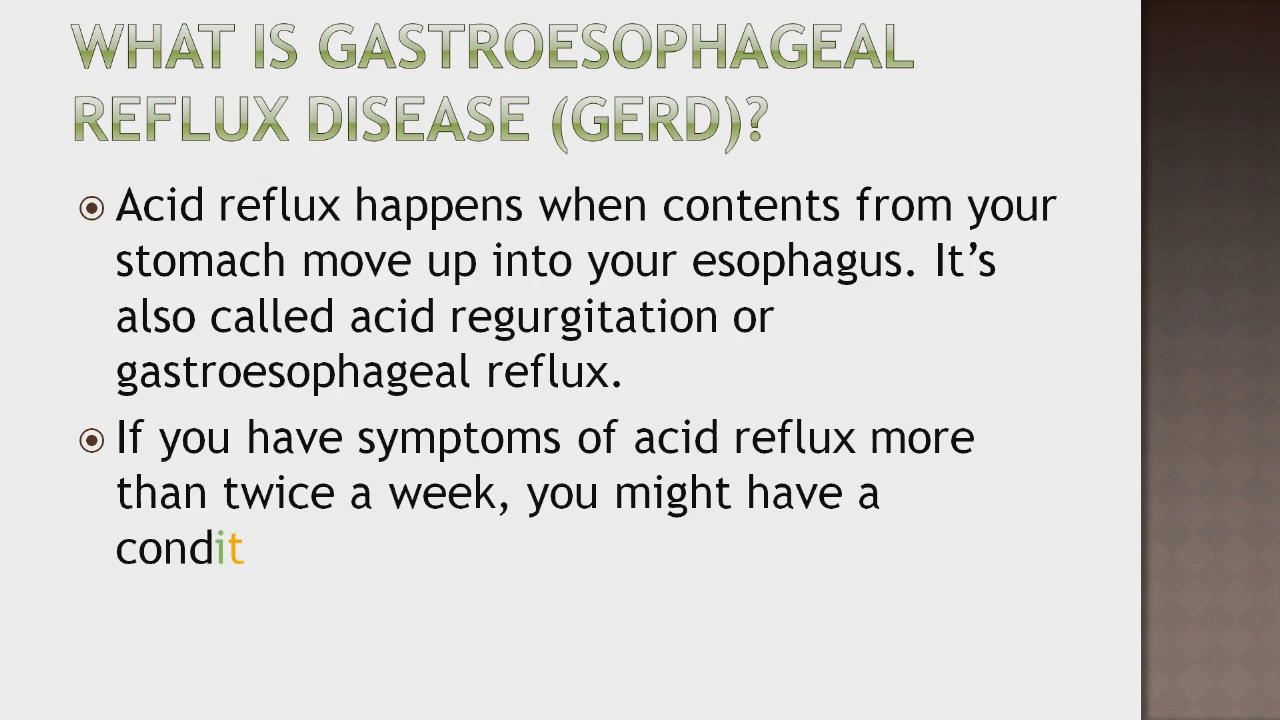 WHAT IS GASTROESOPHAGEAL
REFLUX DISEASE (GERD)?
Acid reflux happens when contents from your
stomach move up into your esophagus. It’s
also called acid regurgitation or
gastroesophageal reflux.
If you have symptoms of acid reflux more
than twice a week, you might have a
condit